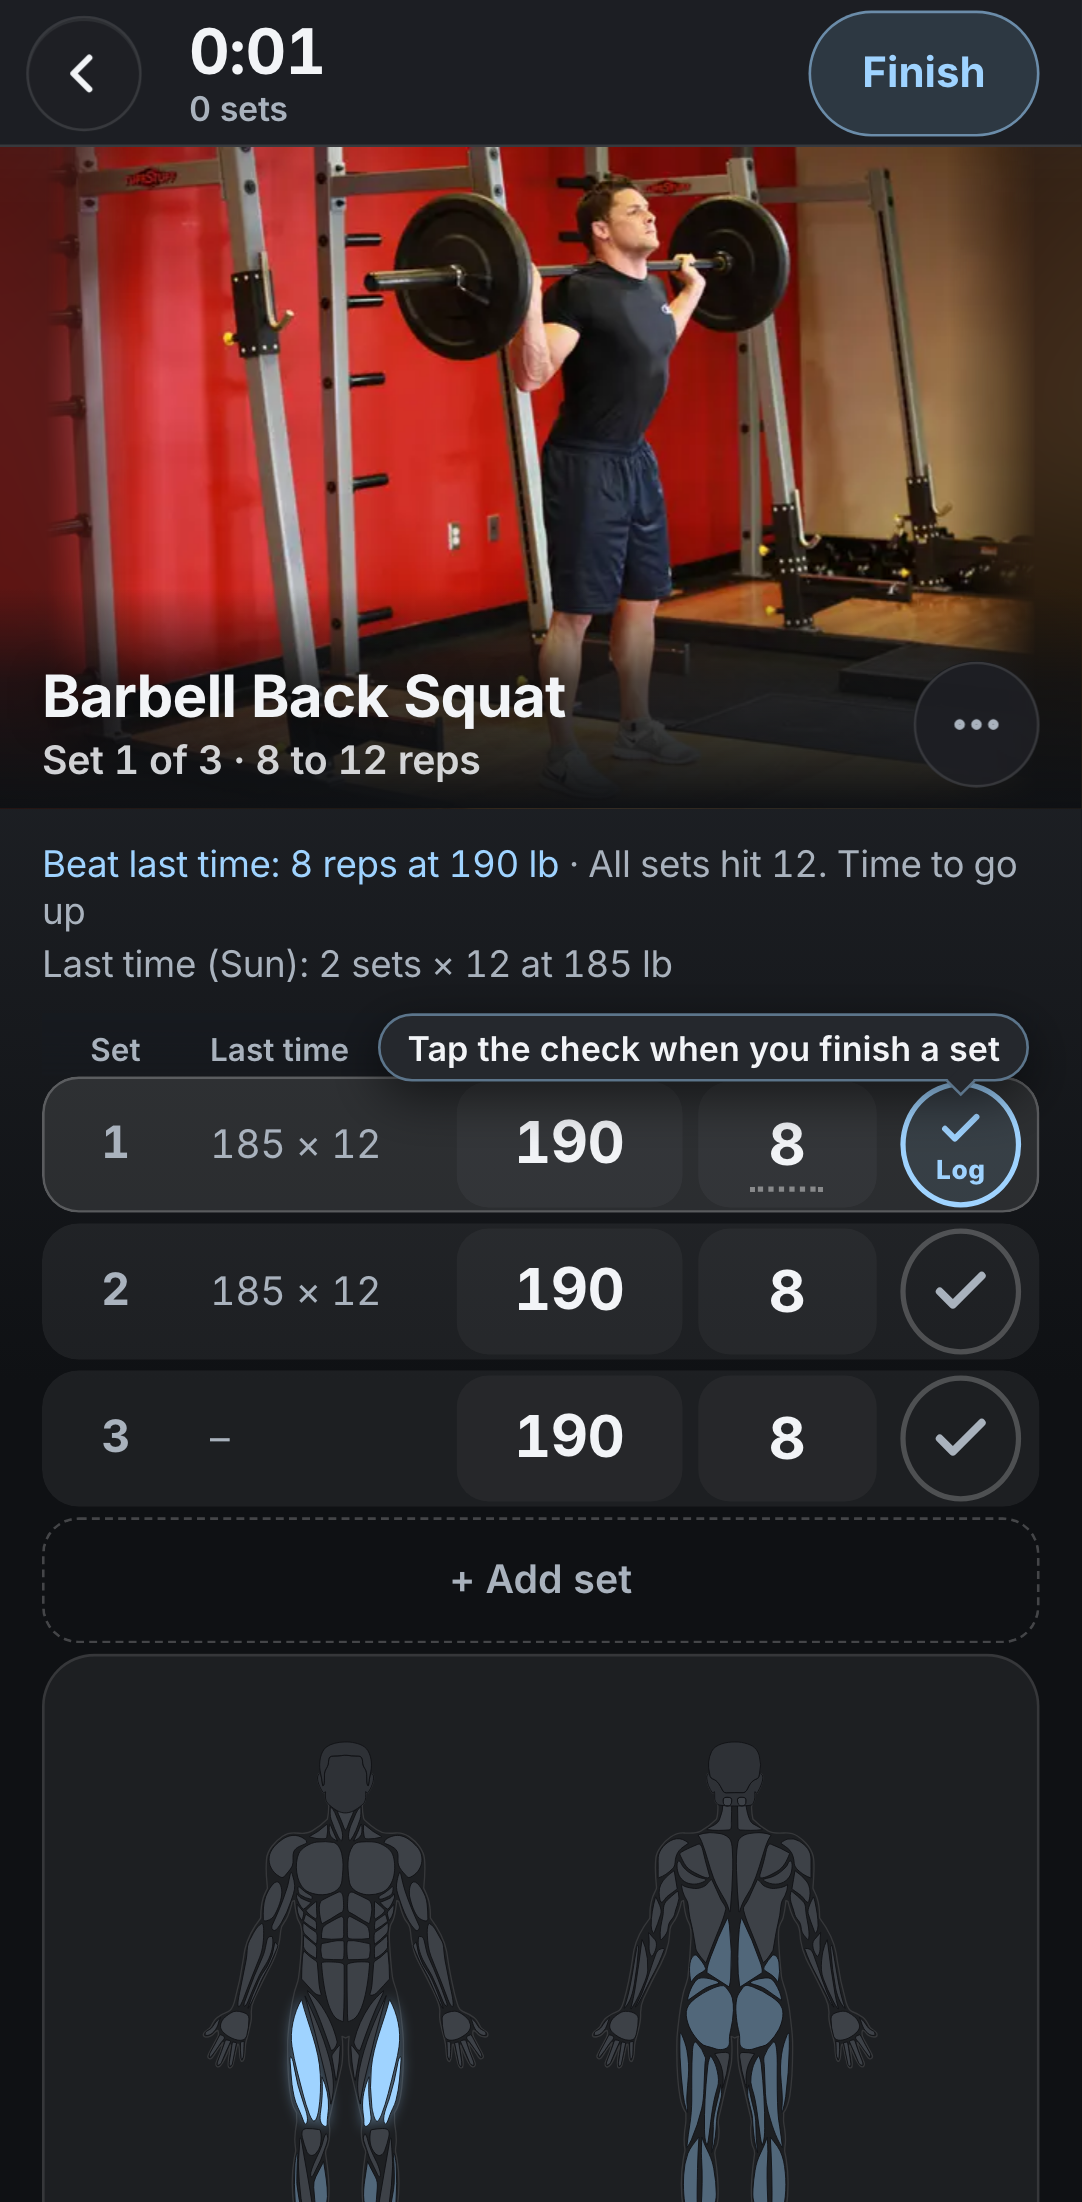 0:01
0 sets
Finish
Barbell Back Squat
Set 1 of 3 · 8 to 12 reps
Beat last time: 8 reps at 190 lb · All sets hit 12. Time to go
up
Last time (Sun): 2 sets × 12 at 185 lb
Set Last time Tap the check when you finish a set
1 185 × 12 190 8 Log
2 185 × 12 190 8
3 – 190 8
+ Add set